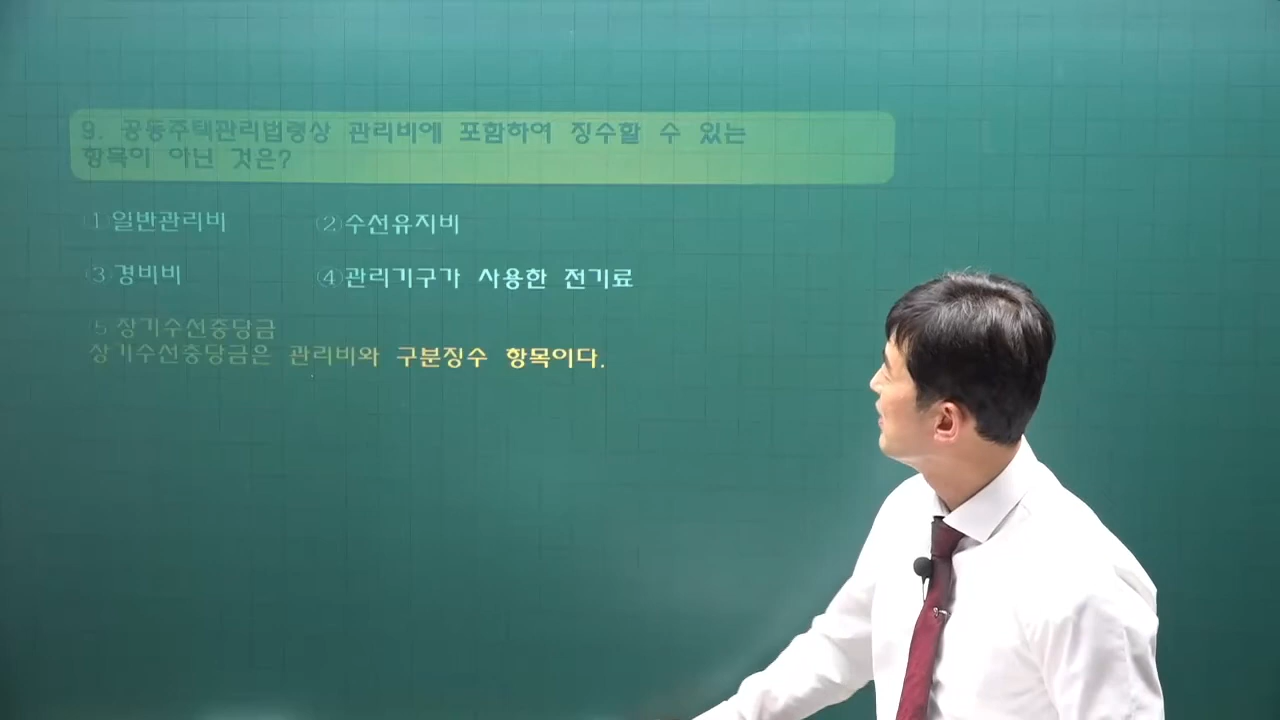 9. 공동주택관리법령상 관리비에 포함하여 징수할 수 있는
항목이 아닌 것은?
①일반관리비 ②수선유지비
③경비비 ④관리기구가 사용한 전기료
5 장기수선충당금
장기수선충당금은 관리비와 구분징수 항목이다.